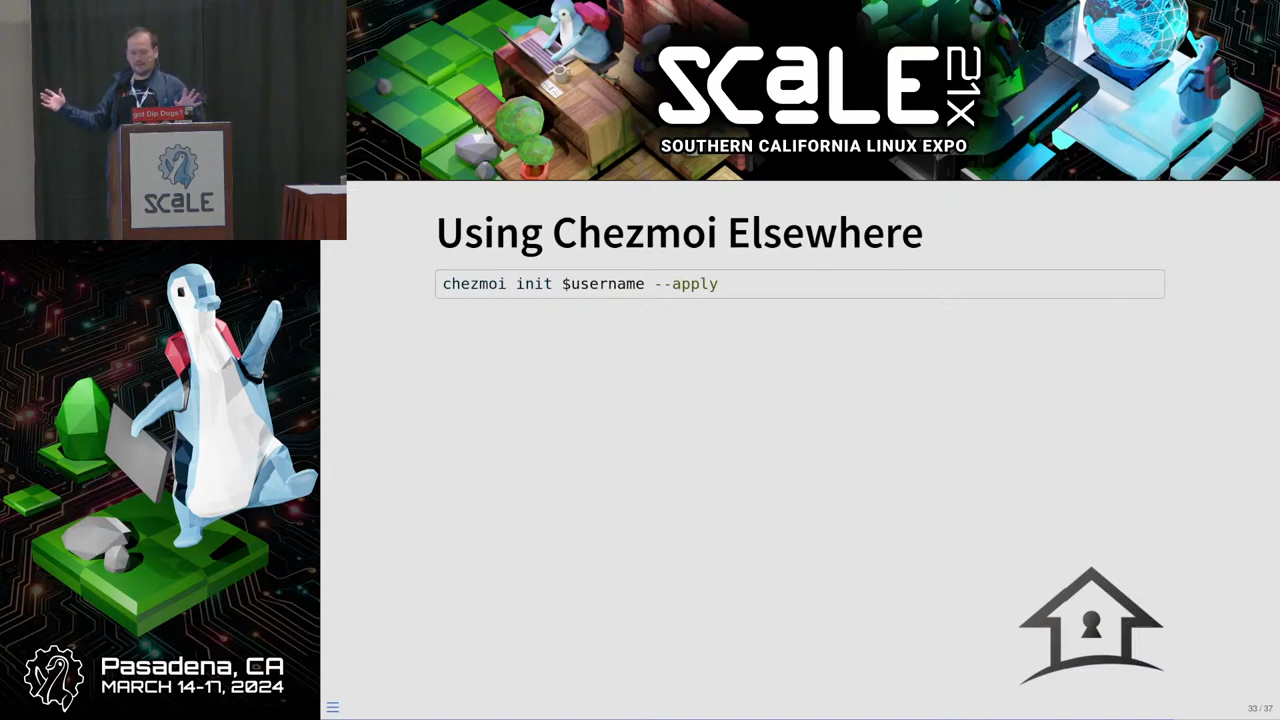 got Dip Dogs?
SCaLE
SCaLE 21X
SOUTHERN CALIFORNIA LINUX EXPO
Using Chezmoi Elsewhere
chezmoi init $username --apply
Pasadena, CA
MARCH 14-17, 2024
33 / 37